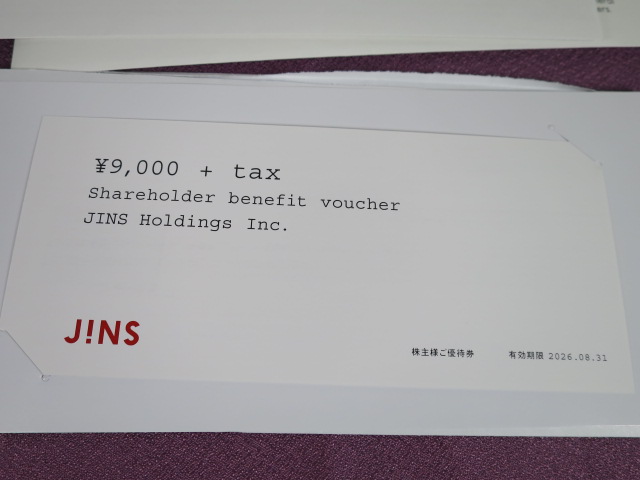 ¥9,000 + tax
Shareholder benefit voucher
JINS Holdings Inc.
J!NS
株主様ご優待券 有効期限 2026.08.31